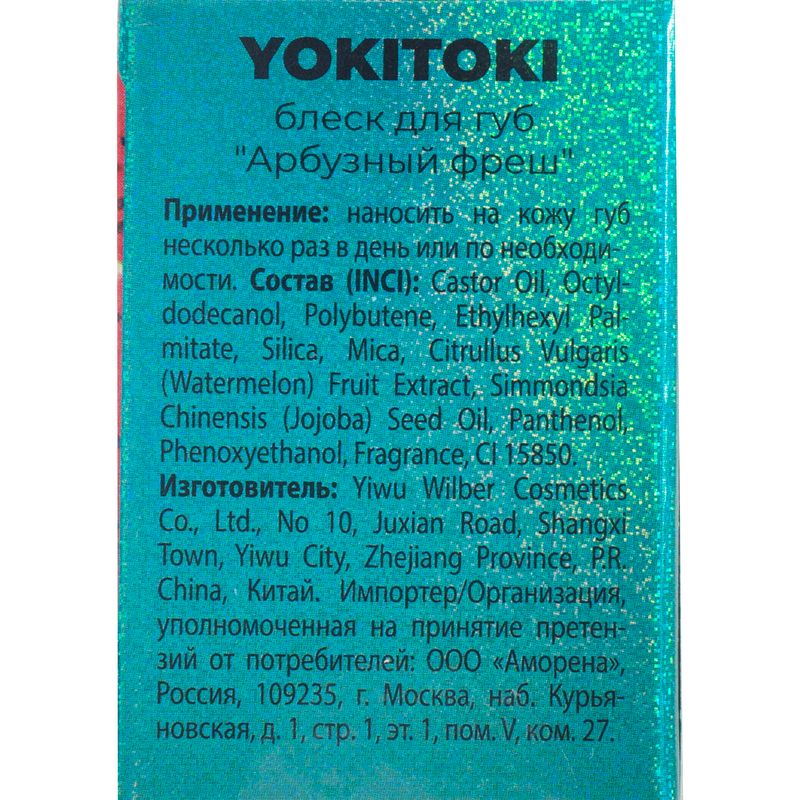 YOKITOKI
блеск для губ
"Арбузный фреш"
Применение: наносить на кожу губ
несколько раз в день или по необходи-
мости. Состав (INCI): Castor Oil, Octyl-
dodecanol, Polybutene, Ethylhexyl Pal-
mitate, Silica, Mica, Citrullus Vulgaris
(Watermelon) Fruit Extract, Simmondsia
Chinensis (Jojoba) Seed Oil, Panthenol,
Phenoxyethanol, Fragrance, CI 15850.
Изготовитель: Yiwu Wilber Cosmetics
Co., Ltd., No 10, Juxian Road, Shangxi
Town, Yiwu City, Zhejiang Province, P.R.
China, Китай. Импортер/Организация,
уполномоченная на принятие претен-
зий от потребителей: ООО «Аморена»,
Россия, 109235, г. Москва, наб. Курья-
новская, д. 1, стр. 1, эт. 1, пом. V, ком. 27.